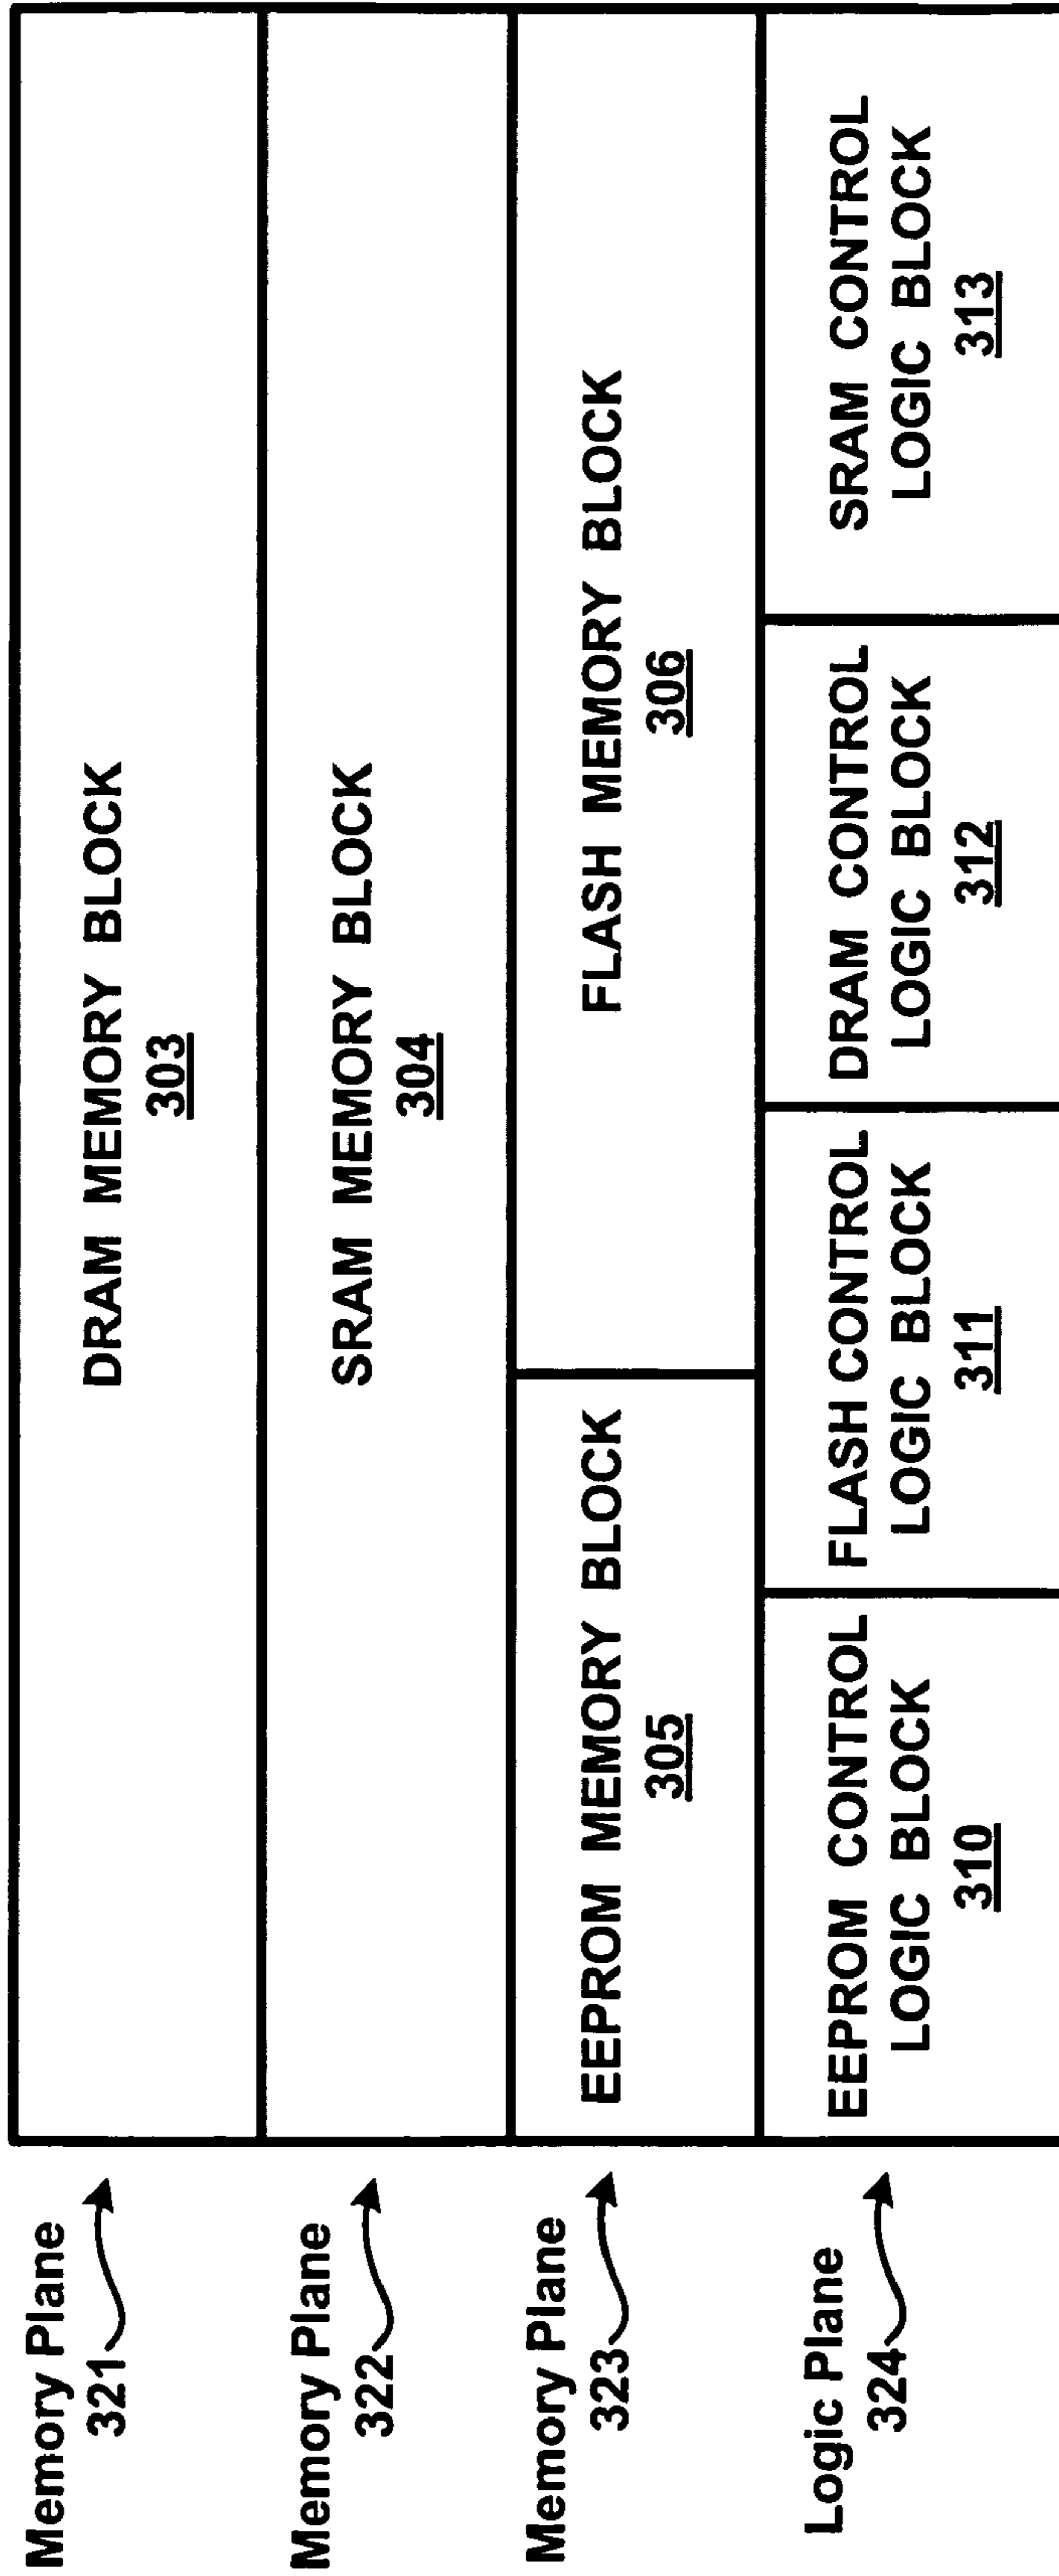 Memory Plane
321
DRAM MEMORY BLOCK
303
Memory Plane
322
SRAM MEMORY BLOCK
304
Memory Plane
323
EEPROM MEMORY BLOCK
305
FLASH MEMORY BLOCK
306
Logic Plane
324
EEPROM CONTROL
LOGIC BLOCK
310
FLASH CONTROL
LOGIC BLOCK
311
DRAM CONTROL
LOGIC BLOCK
312
SRAM CONTROL
LOGIC BLOCK
313